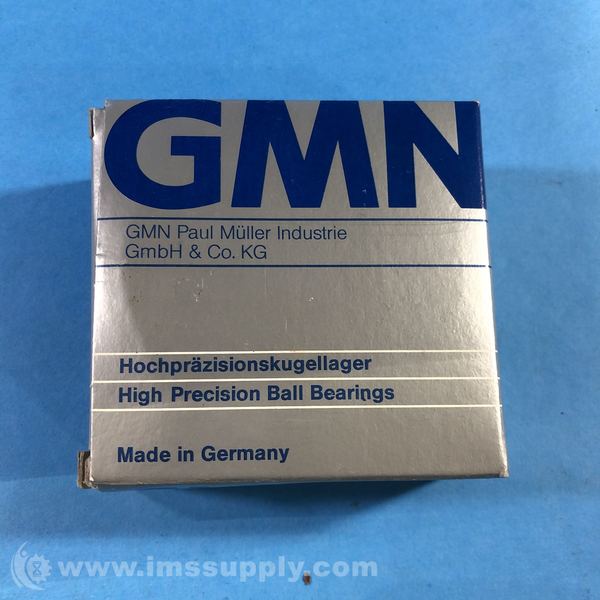 GMN
GMN Paul Müller Industrie
GmbH & Co. KG
Hochpräzisionskugellager
High Precision Ball Bearings
Made in Germany
www.imssupply.com